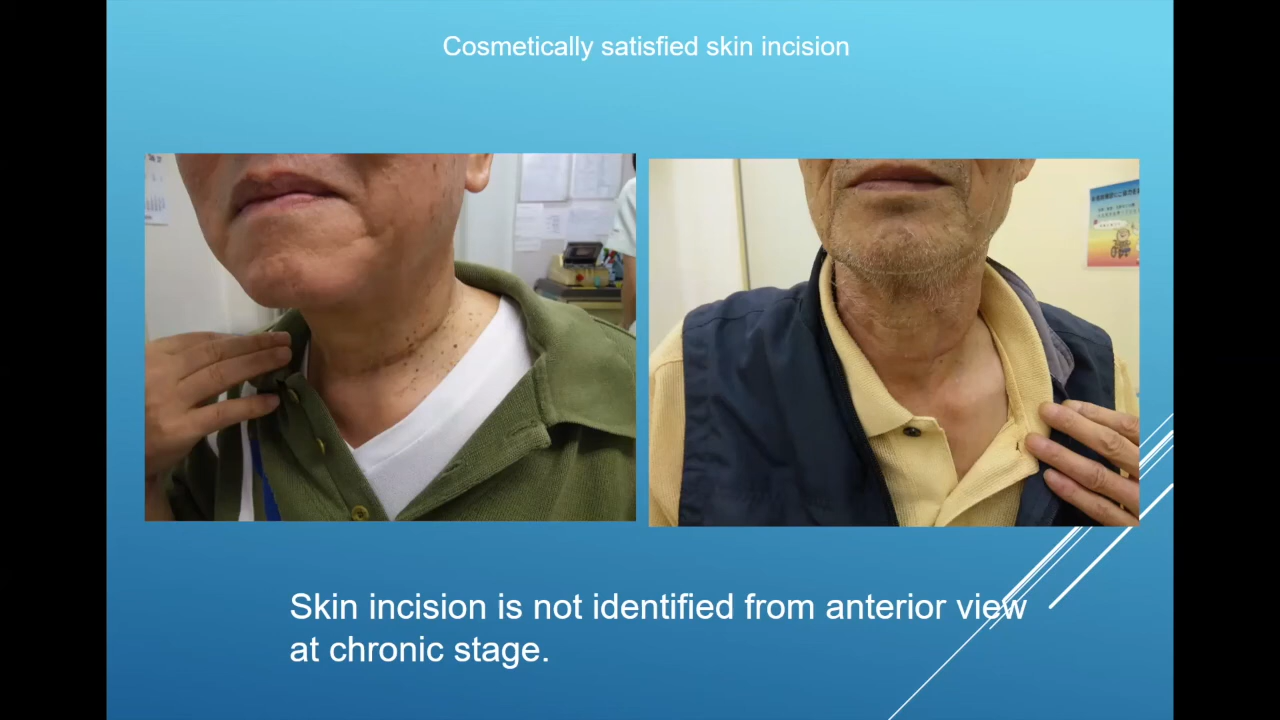 Cosmetically satisfied skin incision
Skin incision is not identified from anterior view
at chronic stage.